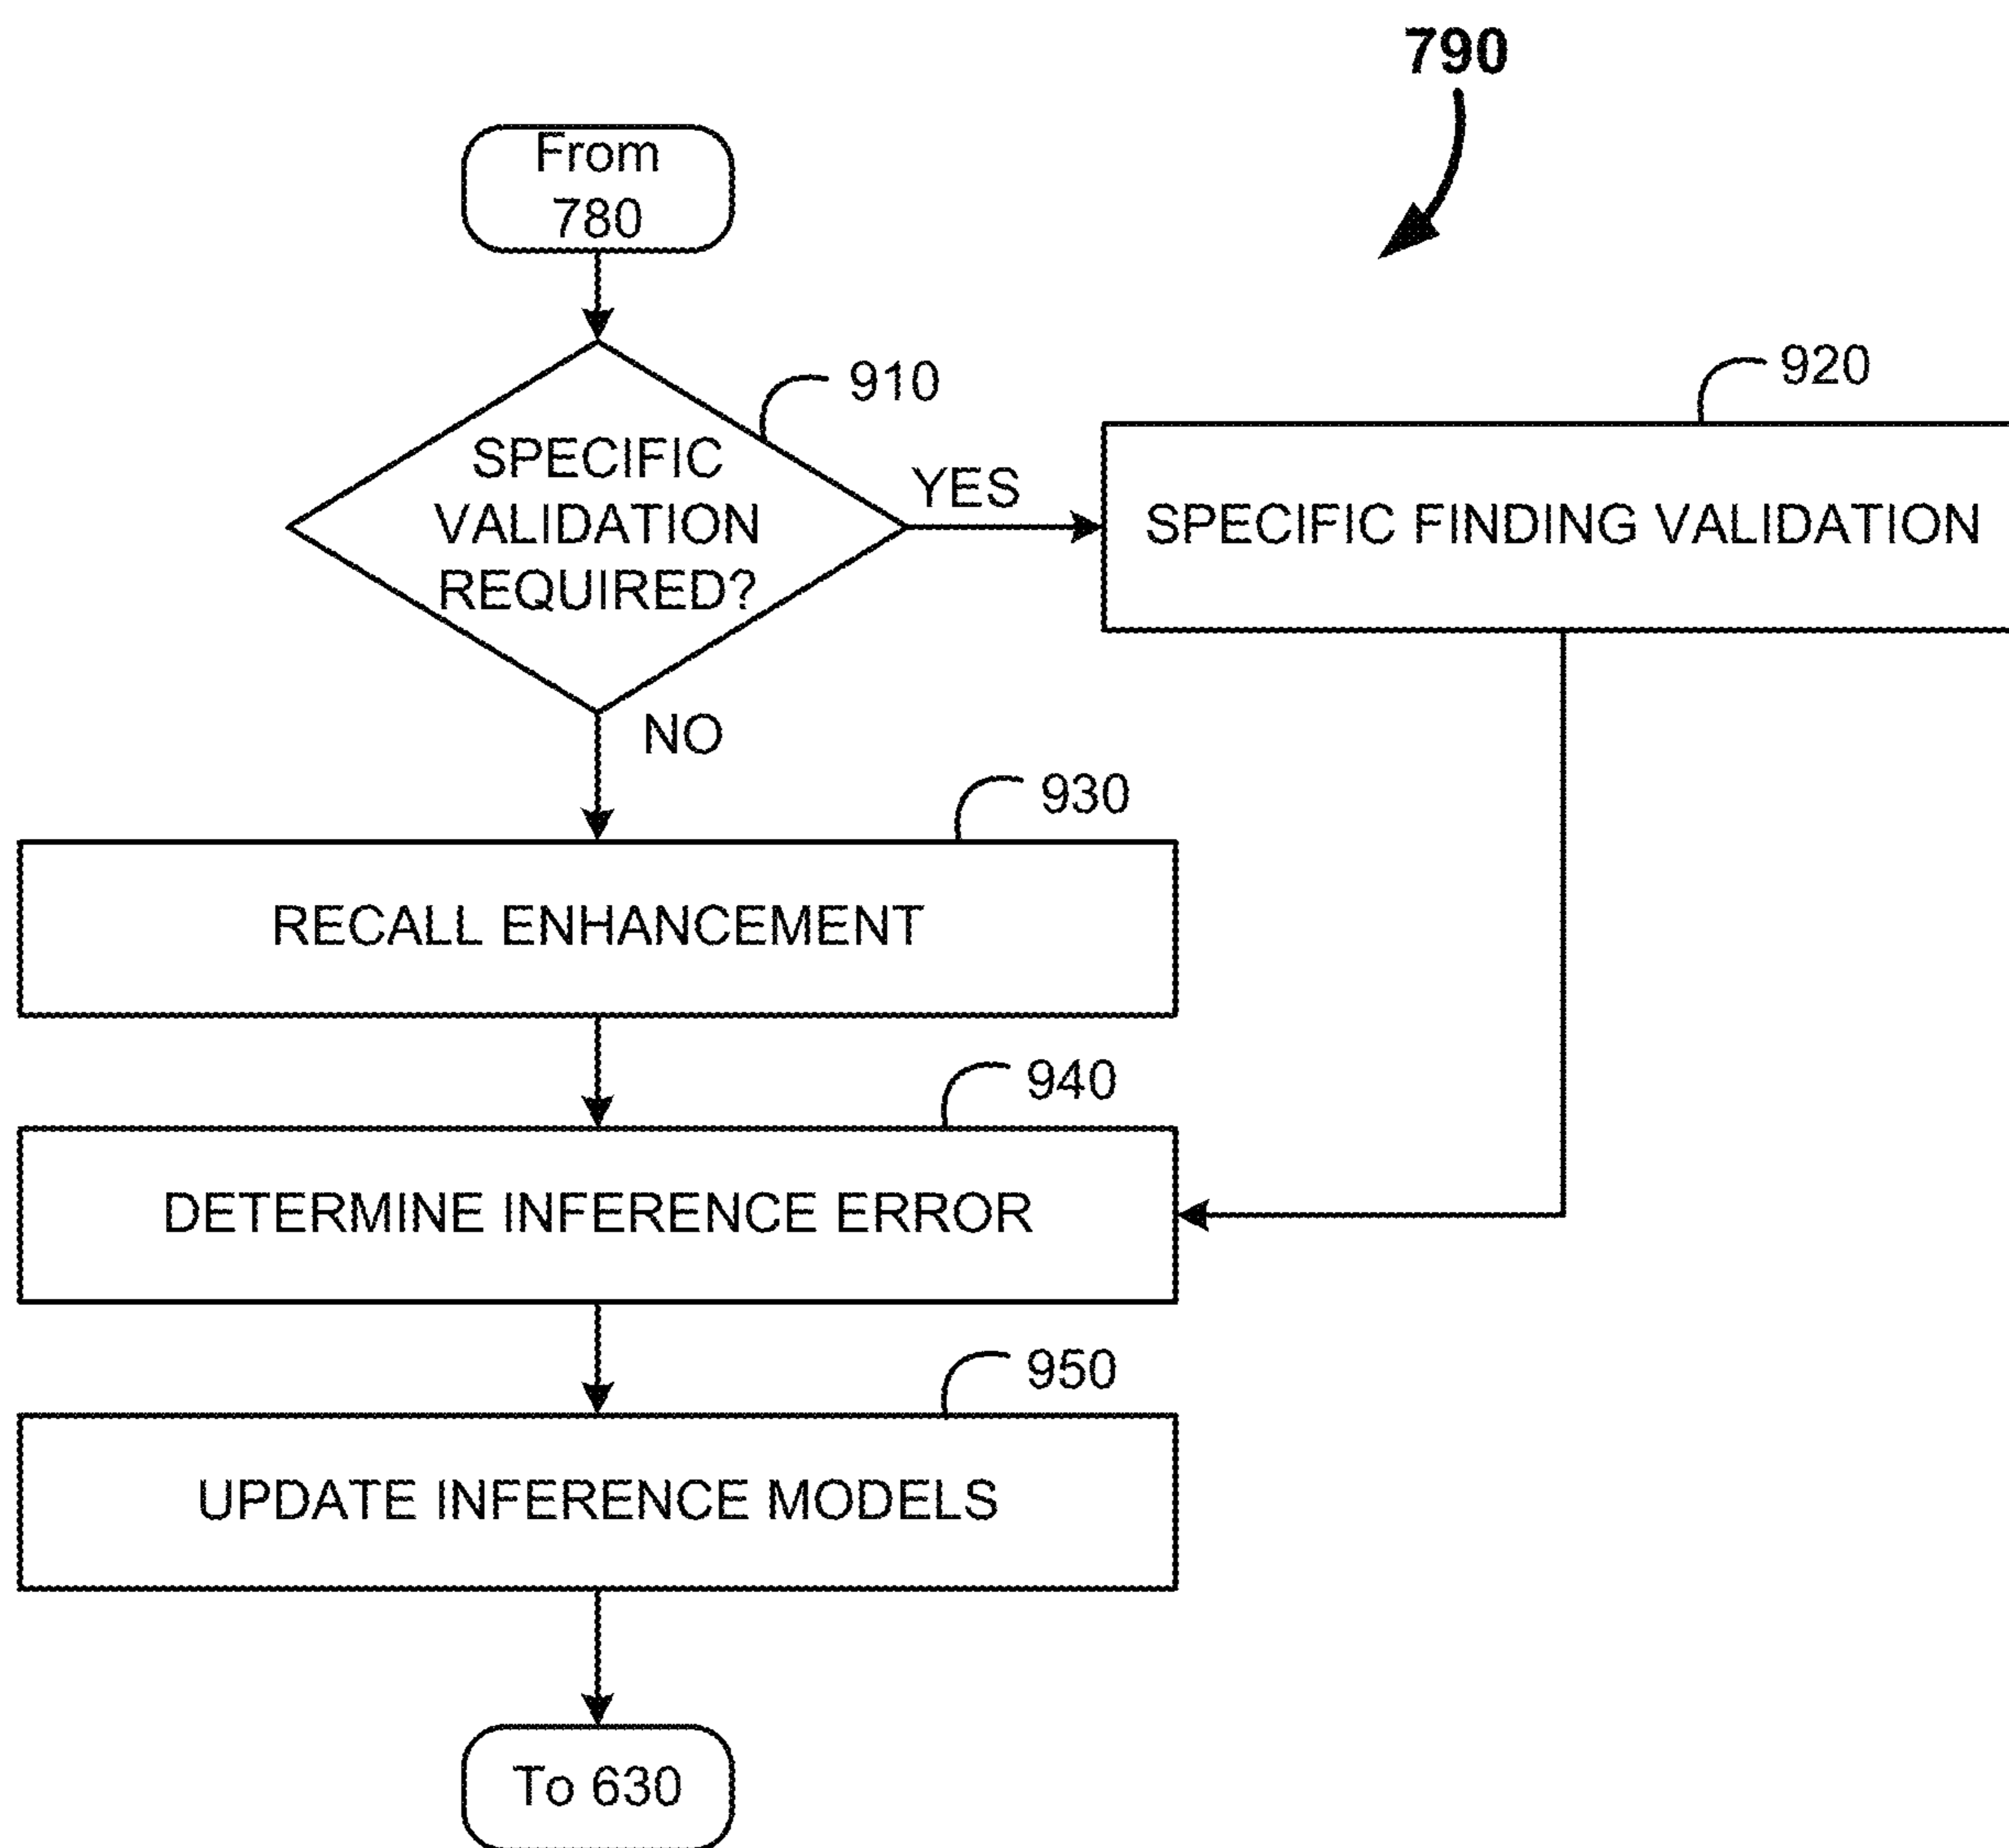 790
From
780
910
SPECIFIC
VALIDATION
REQUIRED?
YES
920
SPECIFIC FINDING VALIDATION
NO
930
RECALL ENHANCEMENT
940
DETERMINE INFERENCE ERROR
950
UPDATE INFERENCE MODELS
To 630